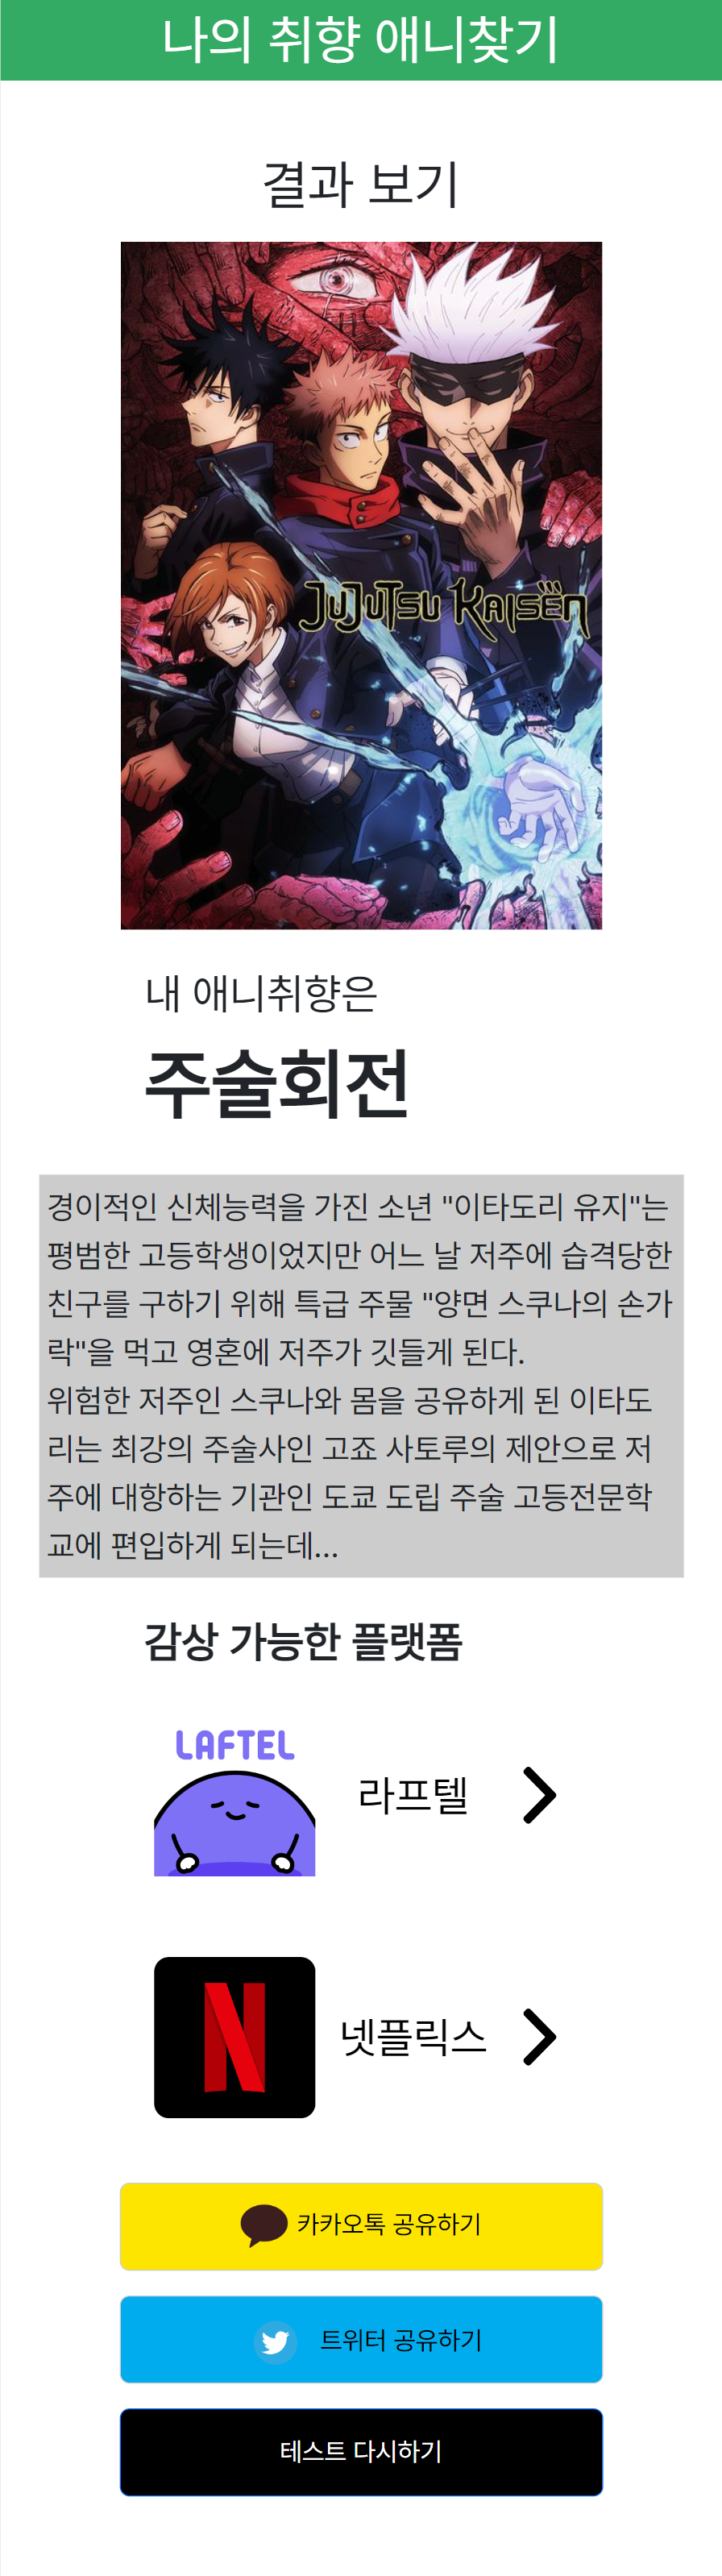 나의 취향 애니찾기
결과 보기
JUJUTSU KAISEN
내 애니취향은
주술회전
경이적인 신체능력을 가진 소년 "이타도리 유지"는
평범한 고등학생이었지만 어느 날 저주에 습격당한
친구를 구하기 위해 특급 주물 "양면 스쿠나의 손가
락"을 먹고 영혼에 저주가 깃들게 된다.
위험한 저주인 스쿠나와 몸을 공유하게 된 이타도
리는 최강의 주술사인 고죠 사토루의 제안으로 저
주에 대항하는 기관인 도쿄 도립 주술 고등전문학
교에 편입하게 되는데...
감상 가능한 플랫폼
LAFTEL
라프텔
N
넷플릭스
카카오톡 공유하기
트위터 공유하기
테스트 다시하기